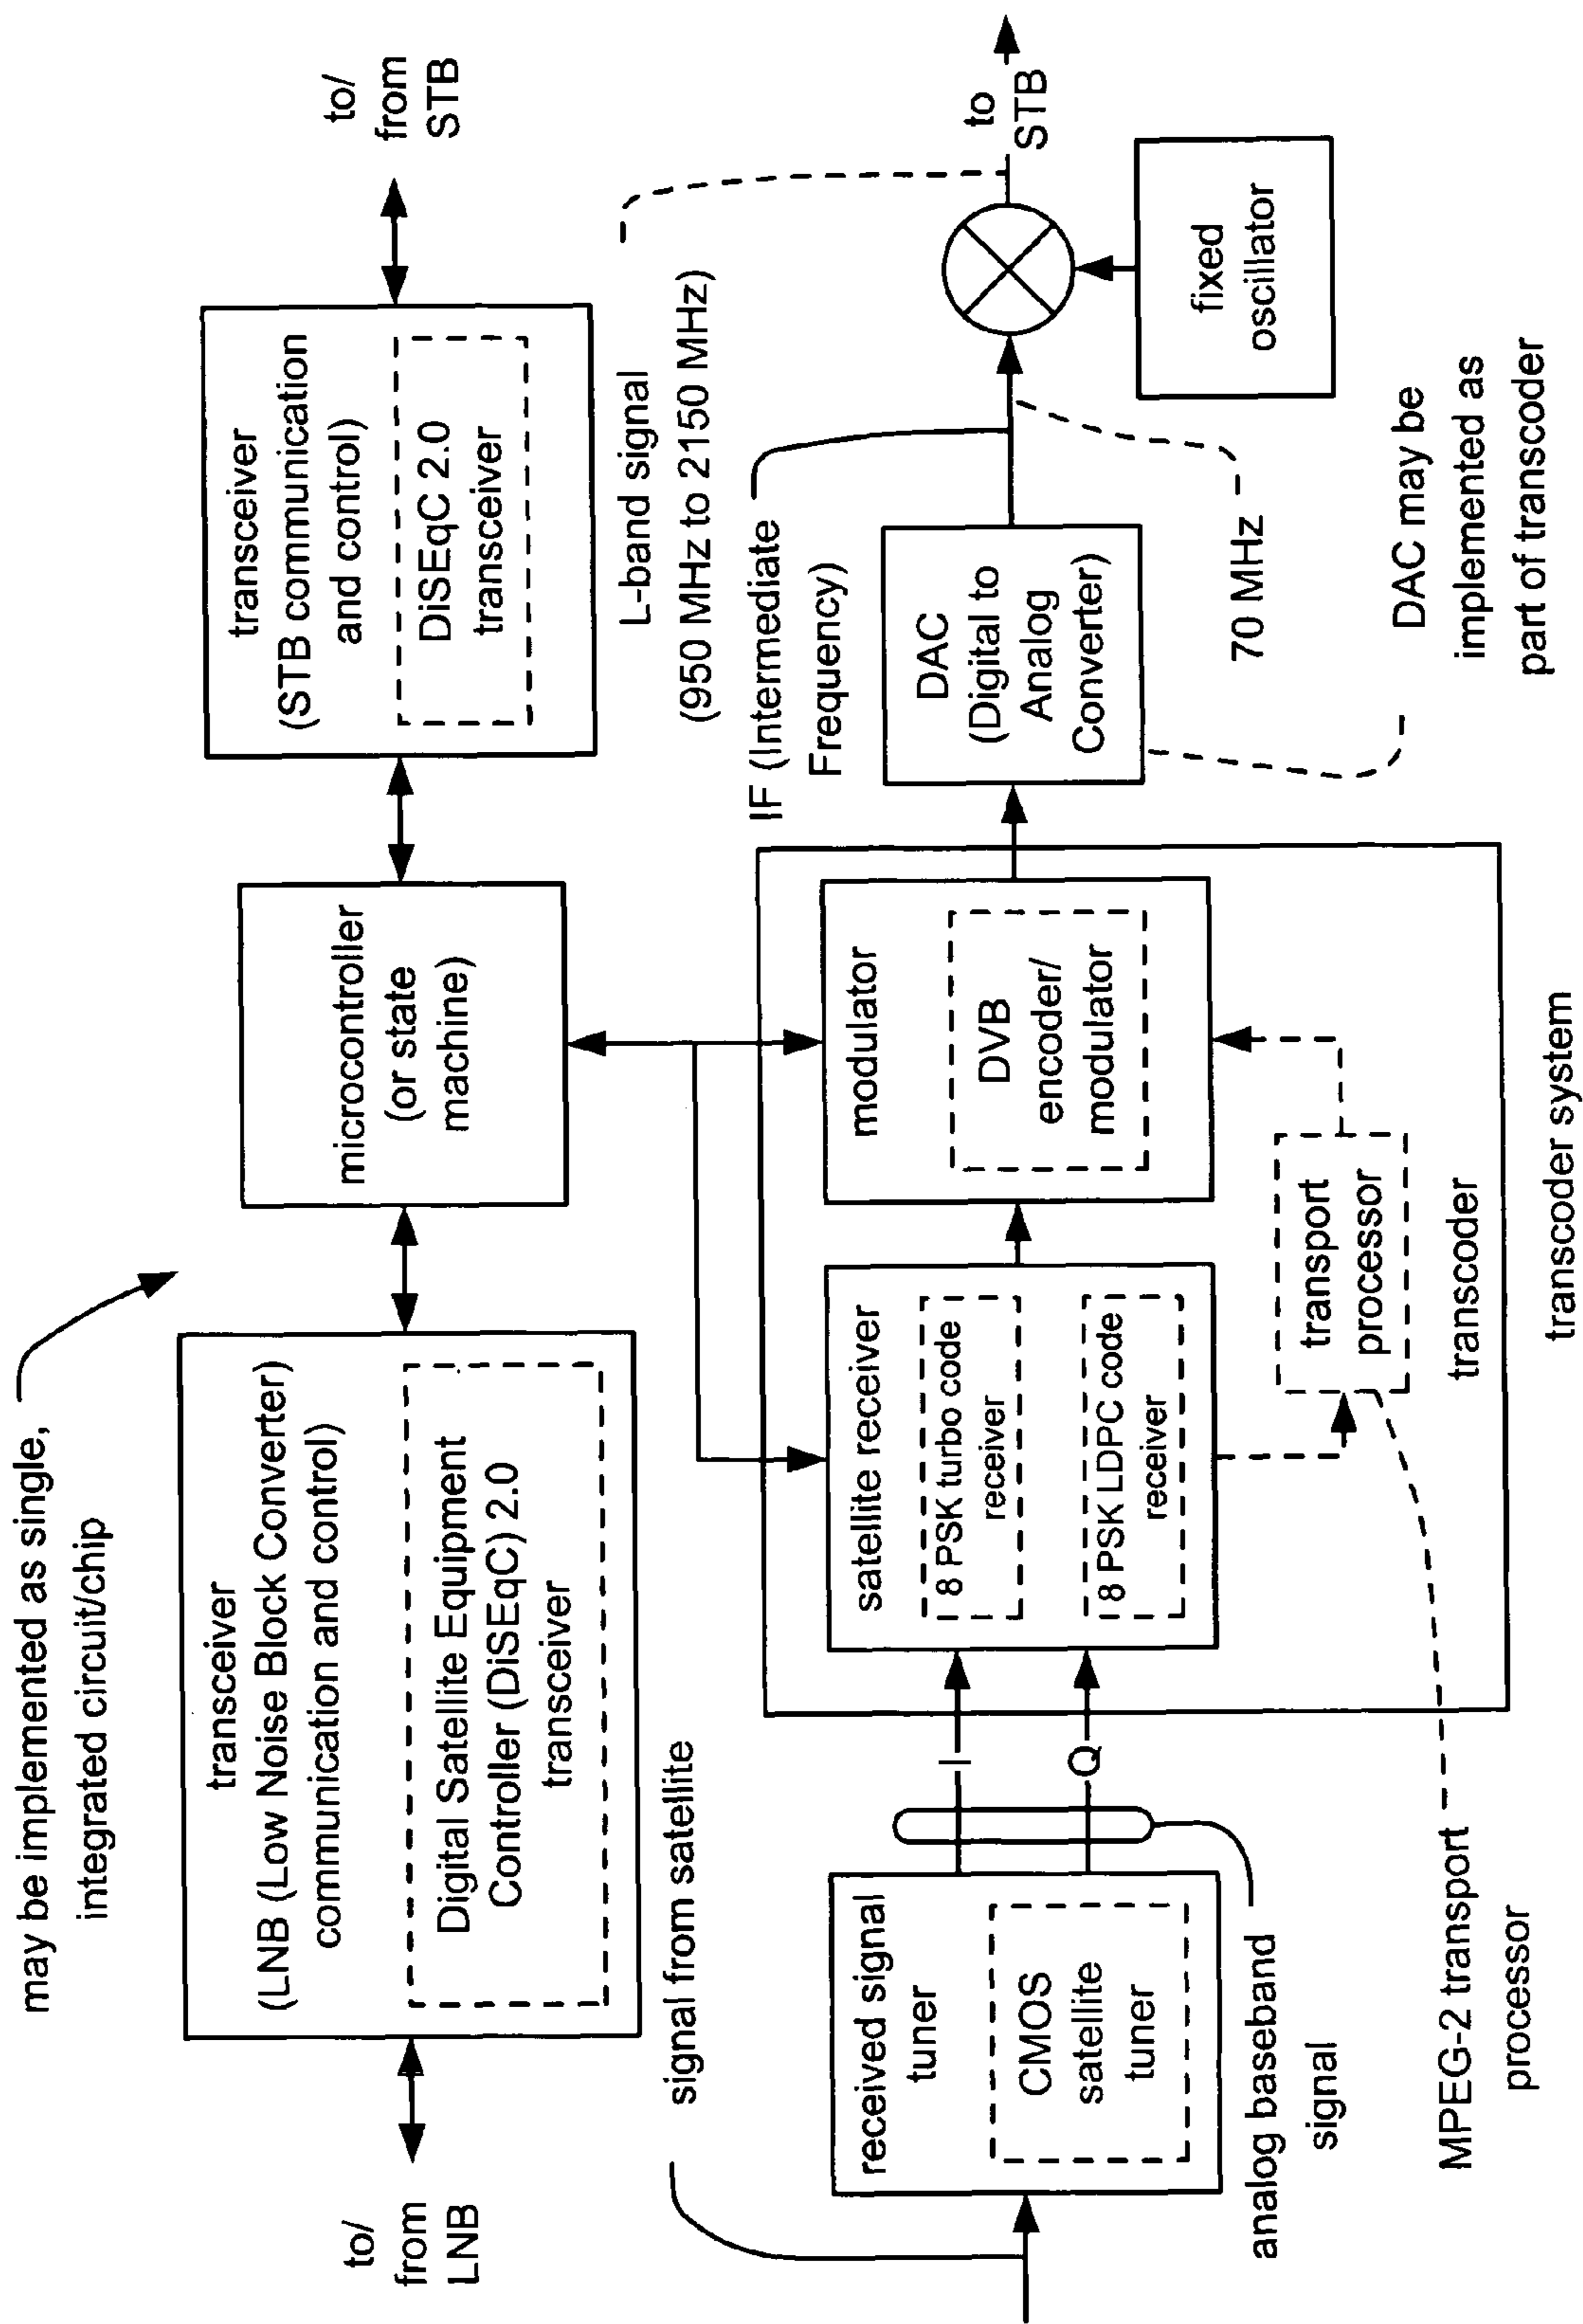 may be implemented as single,
integrated circuit/chip
to/
from
LNB
transceiver
(LNB (Low Noise Block Converter)
communication and control)
Digital Satellite Equipment
Controller (DiSEqC) 2.0
transceiver
microcontroller
(or state
machine)
transceiver
(STB communication
and control)
DiSEqC 2.0
transceiver
to/
from
STB
signal from satellite
L-band signal
(950 MHz to 2150 MHz)
IF (Intermediate
Frequency)
received signal
tuner
CMOS
satellite
tuner
I
Q
analog baseband
signal
satellite receiver
8 PSK turbo code
receiver
8 PSK LDPC code
receiver
modulator
DVB
encoder/
modulator
transport
processor
transcoder
DAC
(Digital to
Analog
Converter)
70 MHz
to
STB
fixed
oscillator
DAC may be
implemented as
part of transcoder
MPEG-2 transport
processor
transcoder system